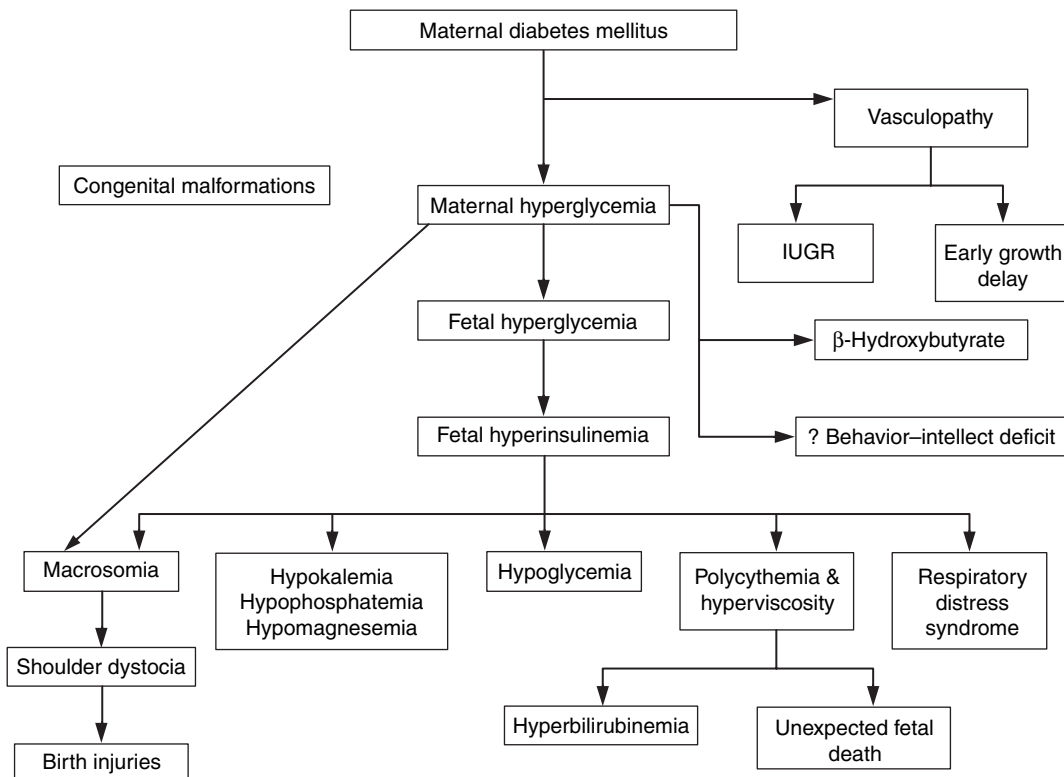 Maternal diabetes mellitus
Vasculopathy
Congenital malformations
Maternal hyperglycemia
IUGR
Early growth
delay
Fetal hyperglycemia
β-Hydroxybutyrate
Fetal hyperinsulinemia
? Behavior–intellect deficit
Macrosomia
Hypokalemia
Hypophosphatemia
Hypomagnesemia
Hypoglycemia
Polycythemia &
hyperviscosity
Respiratory
distress
syndrome
Shoulder dystocia
Hyperbilirubinemia
Unexpected fetal
death
Birth injuries